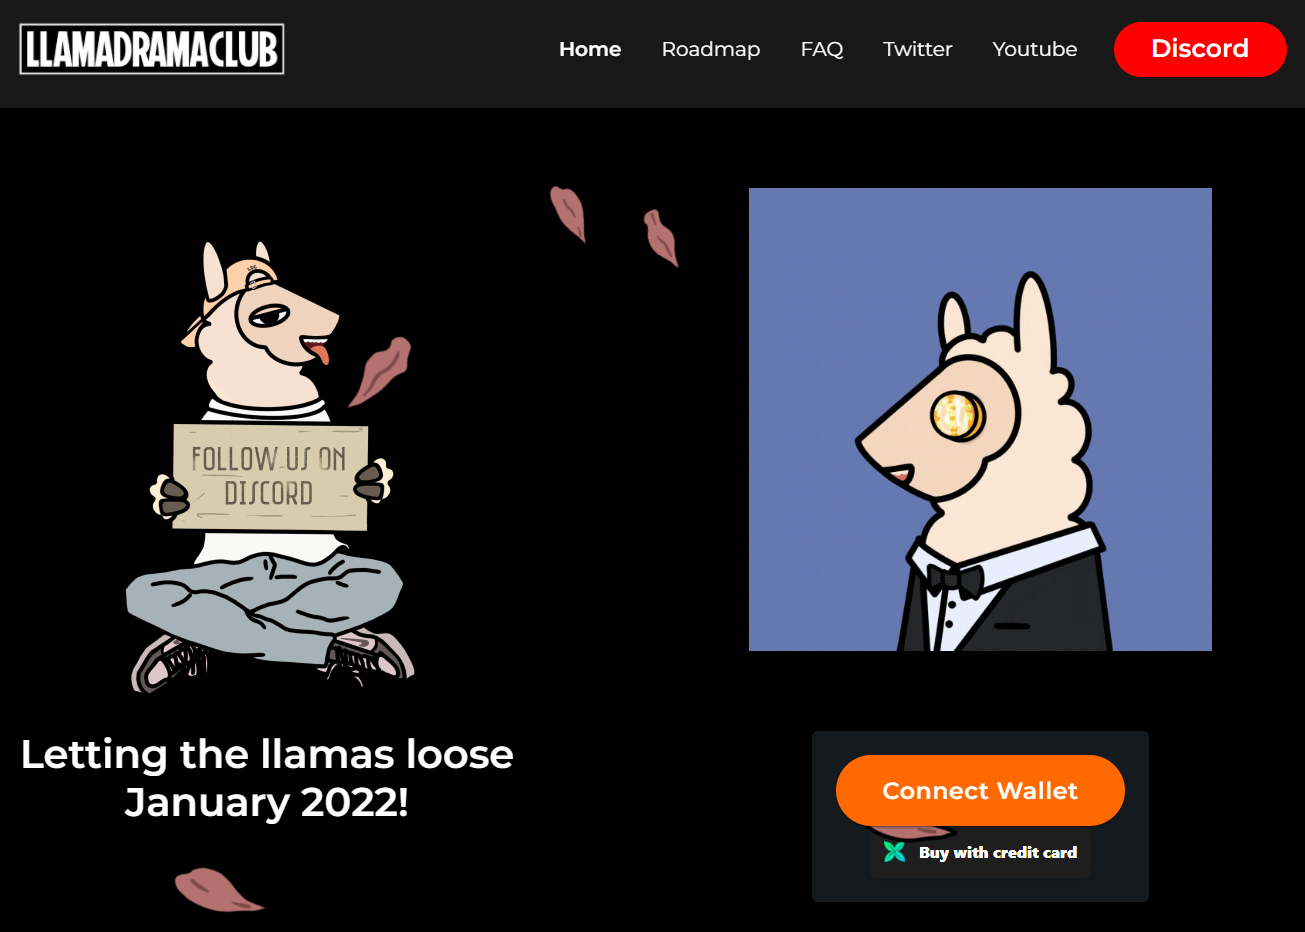 LLAMADRAMACLUB
Home
Roadmap
FAQ
Twitter
Youtube
Discord
FOLLOW US ON
DISCORD
Letting the llamas loose
January 2022!
Connect Wallet
Buy with credit card